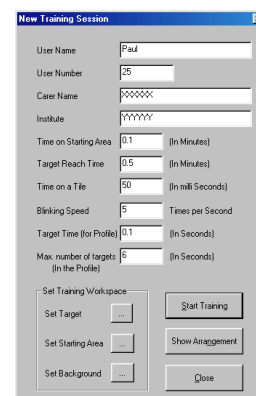 New Training Session
User Name Paul
User Number 25
Carer Name XXXXXX
Institute YYYYYY
Time on Starting Area 0.1 (In Minutes)
Target Reach Time 0.5 (In Minutes)
Time on a Tile 50 (In milli Seconds)
Blinking Speed 5 Times per Second
Target Time (for Profile) 0.1 (In Seconds)
Max. number of targets 6 (In Seconds)
(In the Profile)
Set Training Workspace
Set Target ...
Start Training
Set Starting Area ...
Show Arrangement
Set Background ...
Close